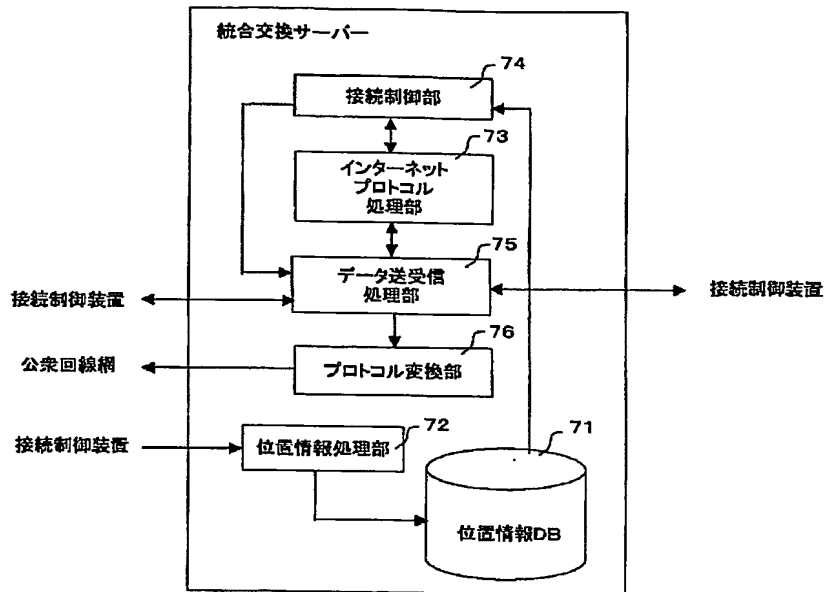 統合交換サーバー
74
接続制御部
73
インターネット
プロトコル
処理部
75
データ送受信
処理部
接続制御装置
接続制御装置
76
公衆回線網
プロトコル変換部
72
71
接続制御装置
位置情報処理部
位置情報DB